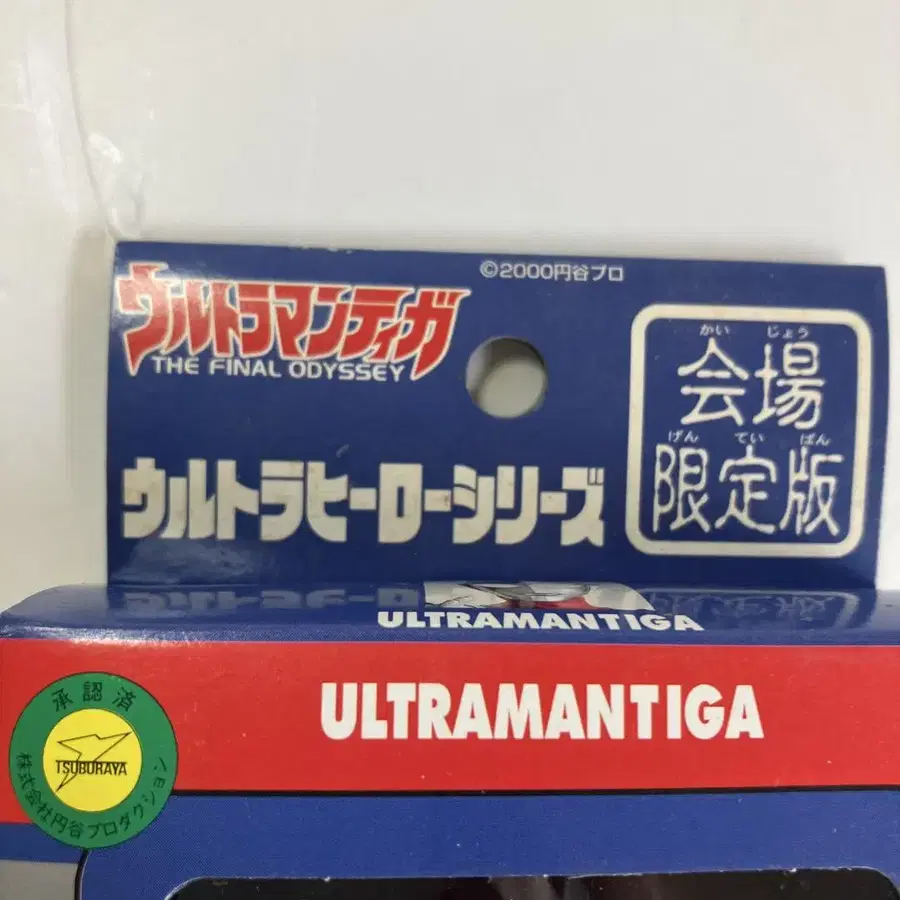 ©2000円谷プロ
ウルトラマンティガ
THE FINAL ODYSSEY
かい じょう
会場
げん てい ばん
限定版
ウルトラヒーローシリーズ
ULTRAMANTIGA
ULTRAMANTIGA
承認済
TSUBURAYA
株式会社円谷プロダクション